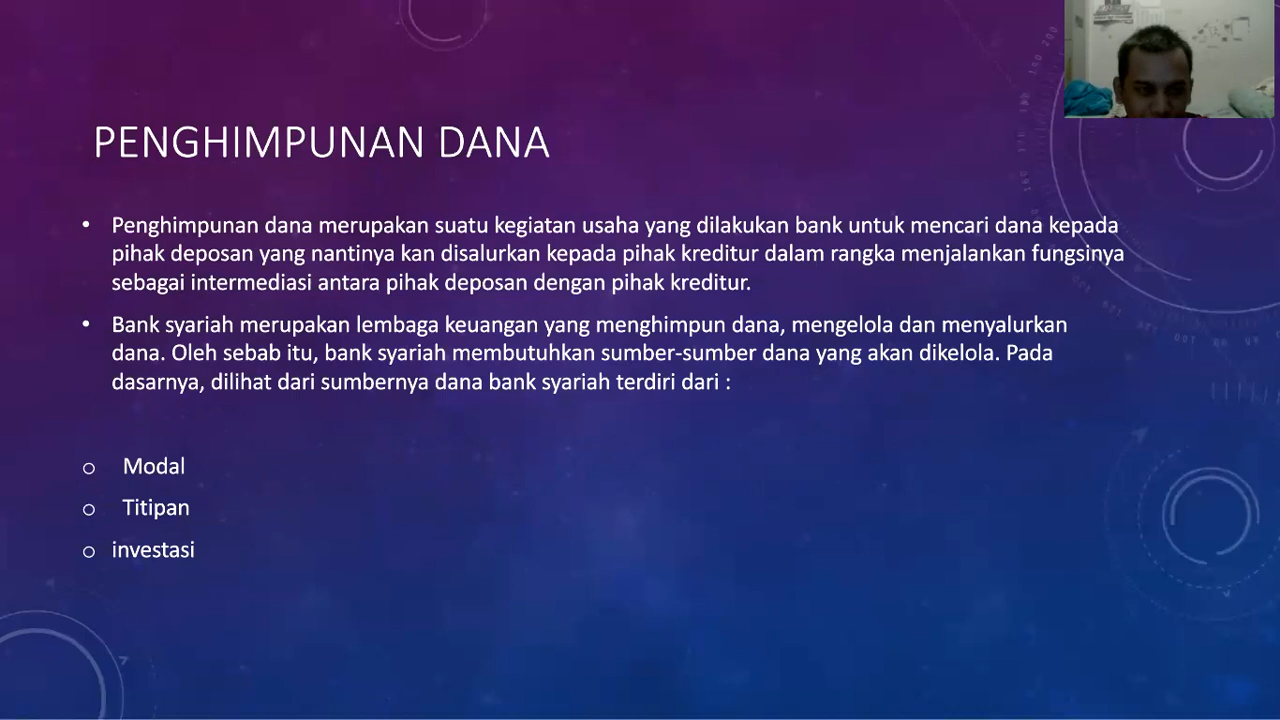 PENGHIMPUNAN DANA
• Penghimpunan dana merupakan suatu kegiatan usaha yang dilakukan bank untuk mencari dana kepada
pihak deposan yang nantinya kan disalurkan kepada pihak kreditur dalam rangka menjalankan fungsinya
sebagai intermediasi antara pihak deposan dengan pihak kreditur.
• Bank syariah merupakan lembaga keuangan yang menghimpun dana, mengelola dan menyalurkan
dana. Oleh sebab itu, bank syariah membutuhkan sumber-sumber dana yang akan dikelola. Pada
dasarnya, dilihat dari sumbernya dana bank syariah terdiri dari :
o Modal
o Titipan
o investasi